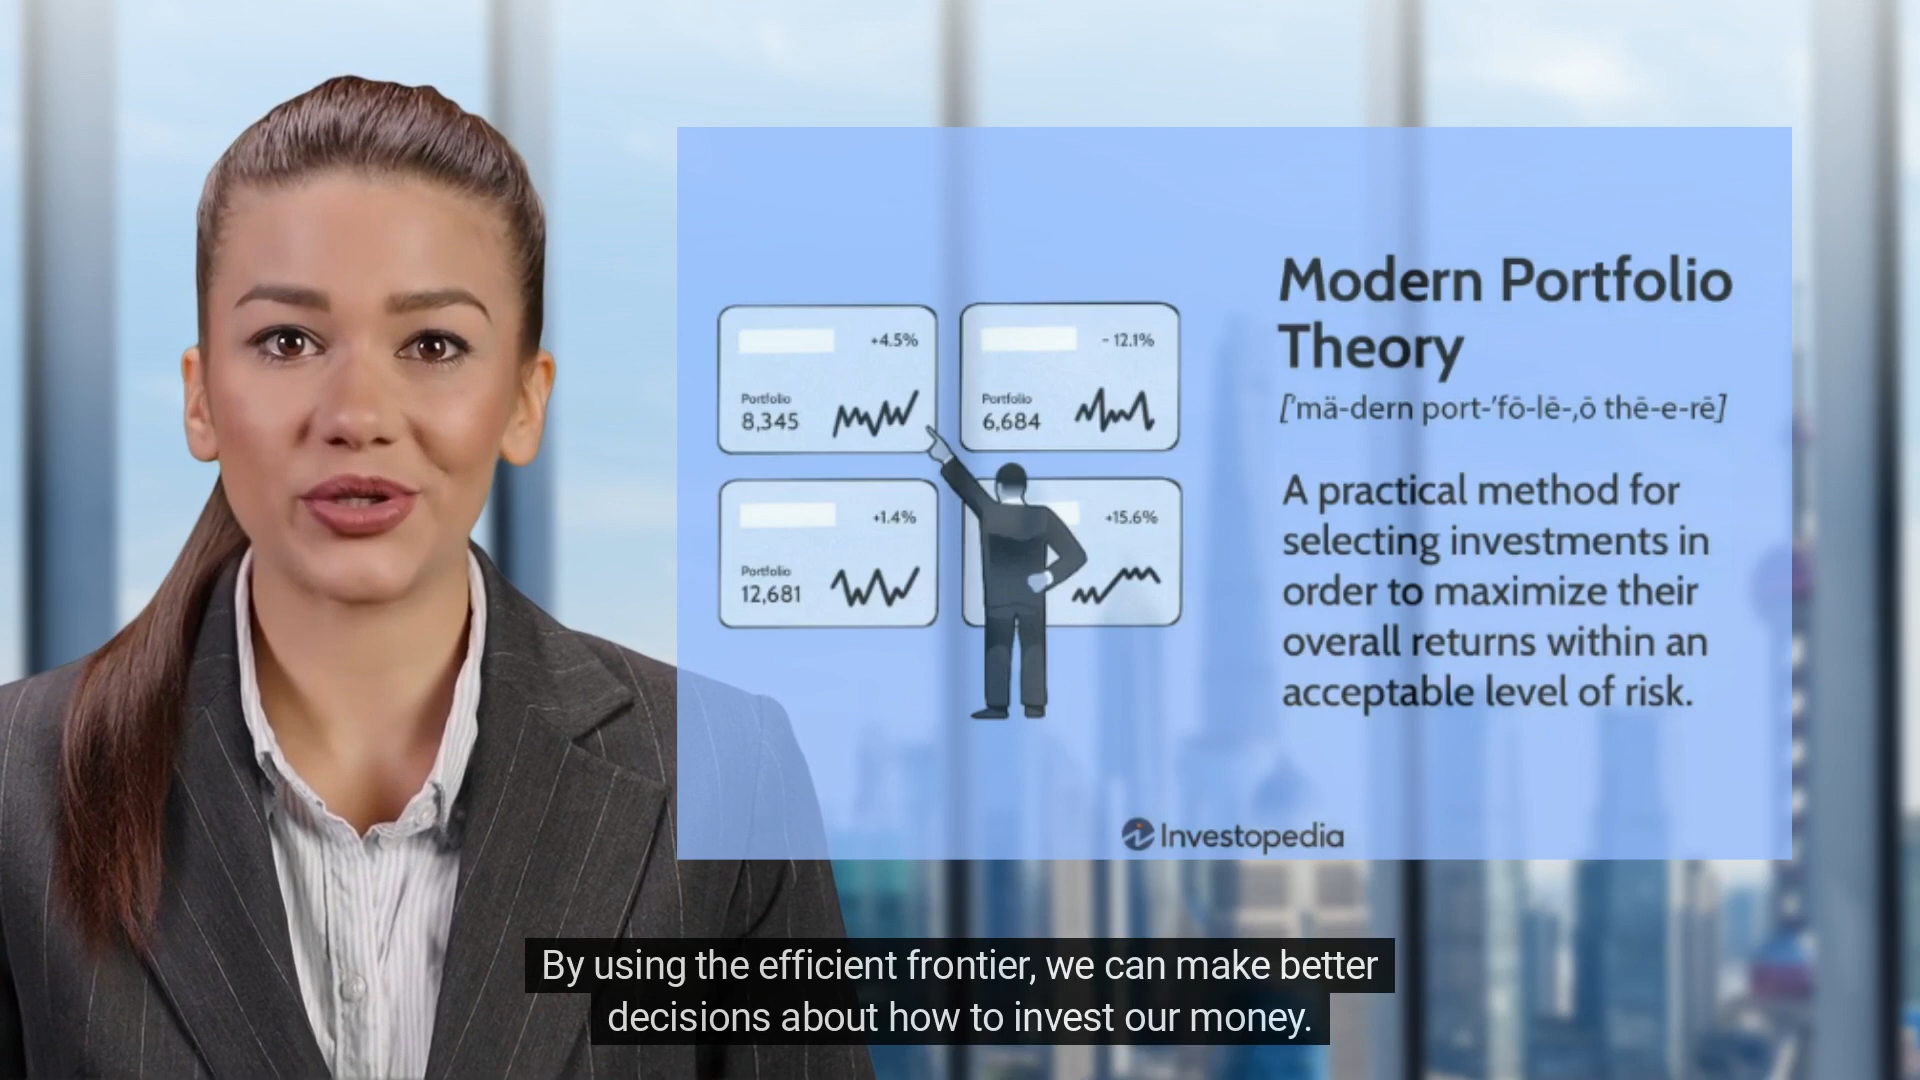 Modern Portfolio
Theory
['mä-dern port-'fō-lē-,ō thē-e-rē]
A practical method for
selecting investments in
order to maximize their
overall returns within an
acceptable level of risk.
+4.5%
Portfolio
8,345
- 12.1%
Portfolio
6,684
+1.4%
Portfolio
12,681
+15.6%
Investopedia
By using the efficient frontier, we can make better
decisions about how to invest our money.